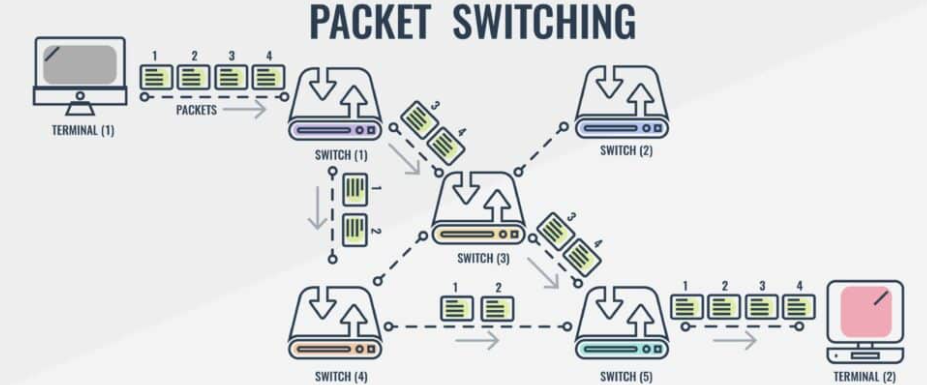 PACKET SWITCHING
1 2 3 4
PACKETS
TERMINAL (1)
SWITCH (1)
3
4
SWITCH (2)
1
2
SWITCH (3)
3
4
SWITCH (4)
1 2
SWITCH (5)
1 2 3 4
TERMINAL (2)